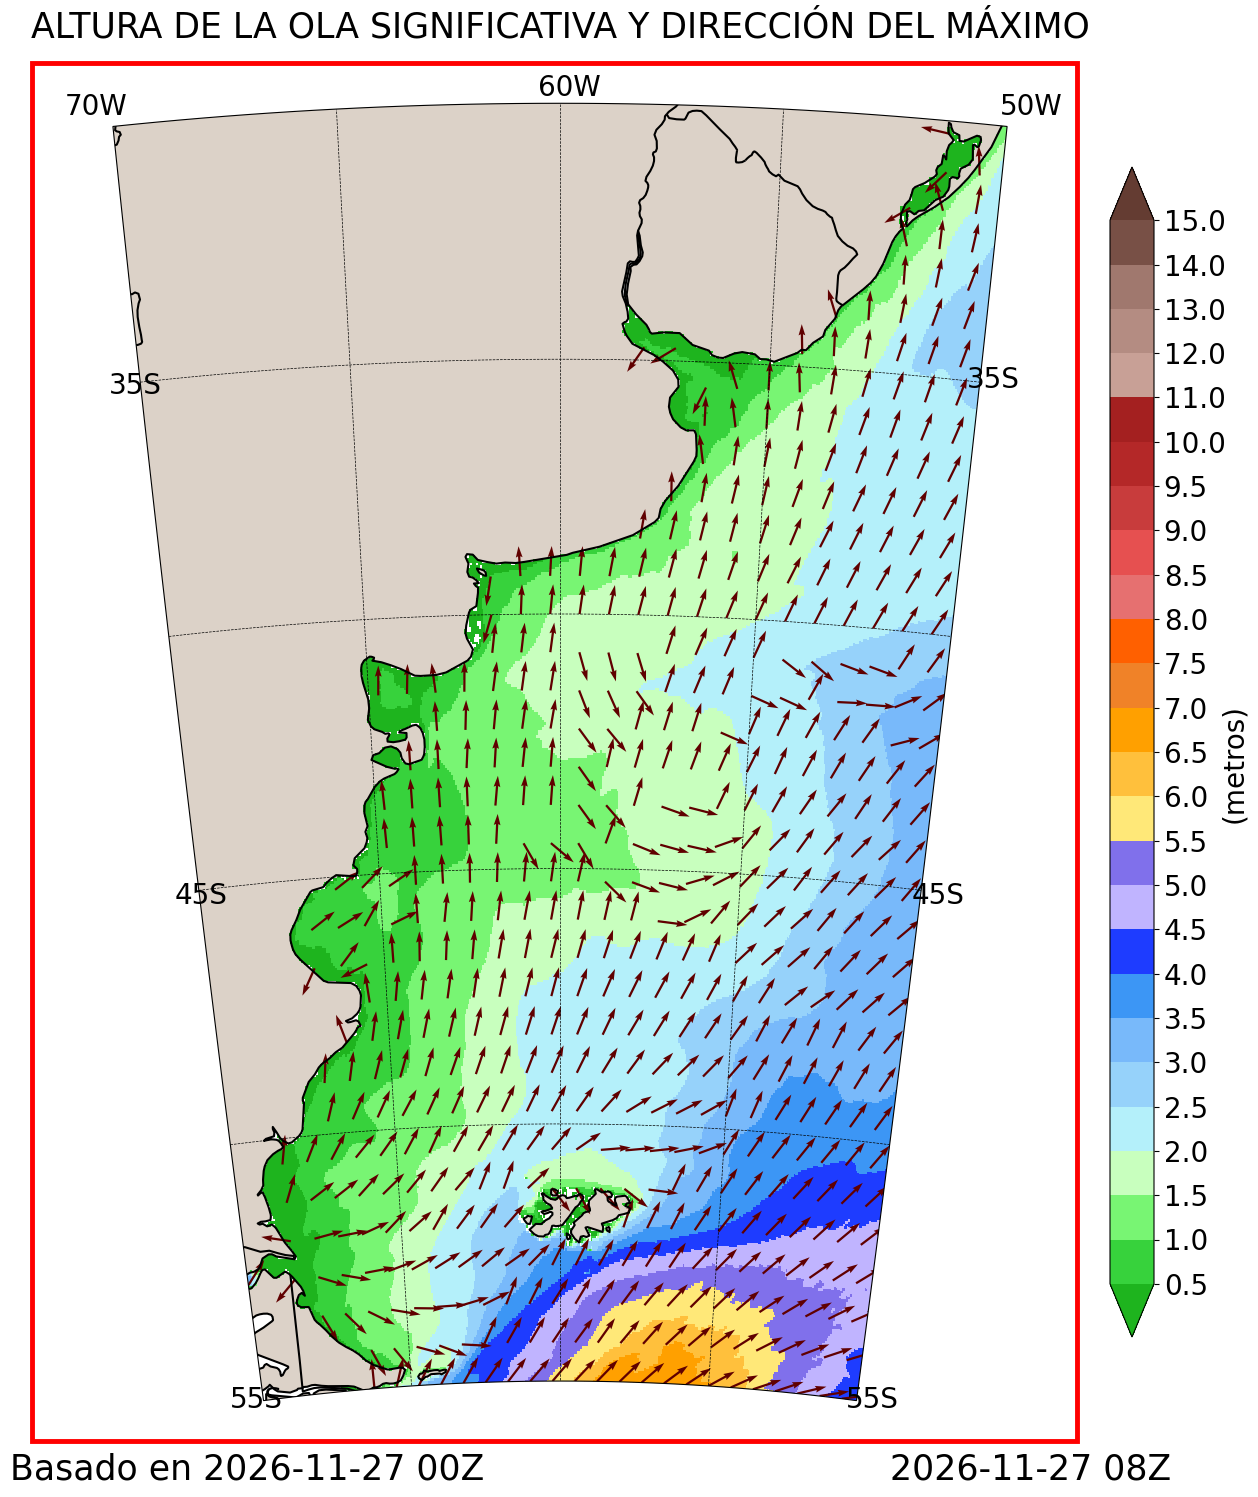 ALTURA DE LA OLA SIGNIFICATIVA Y DIRECCIÓN DEL MÁXIMO
70W
60W
50W
35S
35S
45S
45S
55S
55S
15.0
14.0
13.0
12.0
11.0
10.0
9.5
9.0
8.5
8.0
7.5
7.0
6.5
6.0
5.5
5.0
4.5
4.0
3.5
3.0
2.5
2.0
1.5
1.0
0.5
(metros)
Basado en 2026-11-27 00Z
2026-11-27 08Z